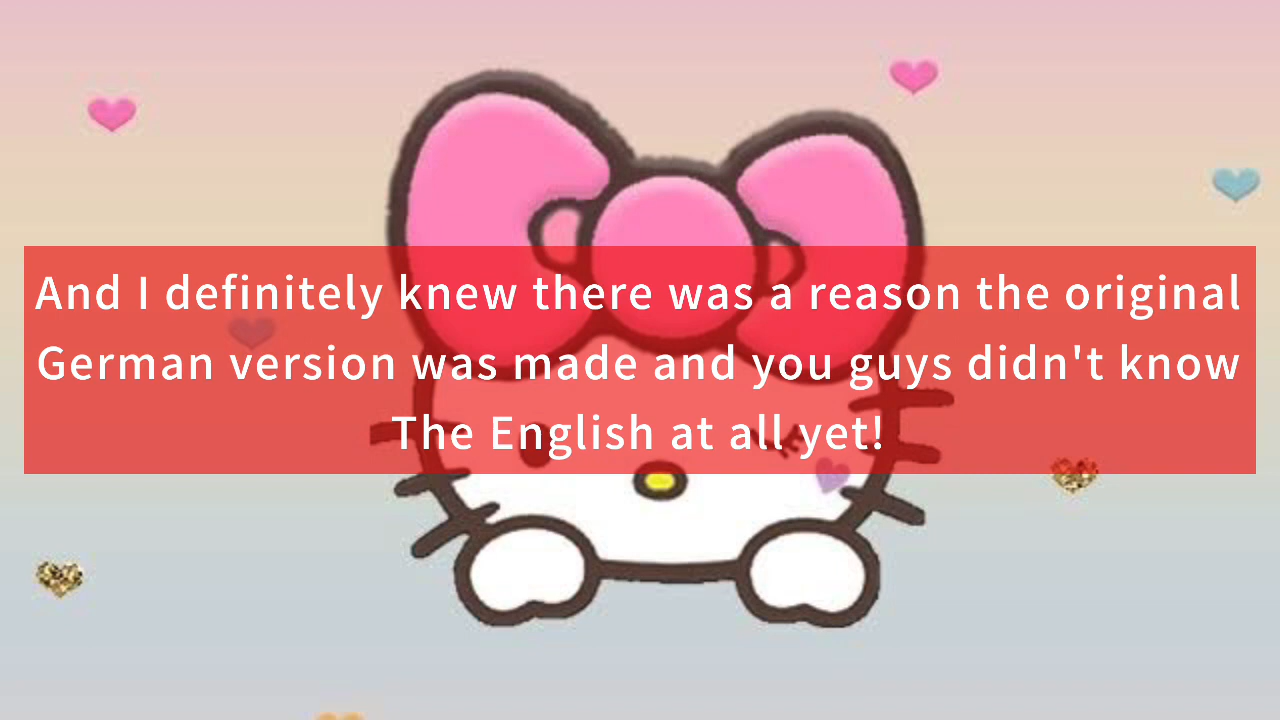 And I definitely knew there was a reason the original
German version was made and you guys didn't know
The English at all yet!